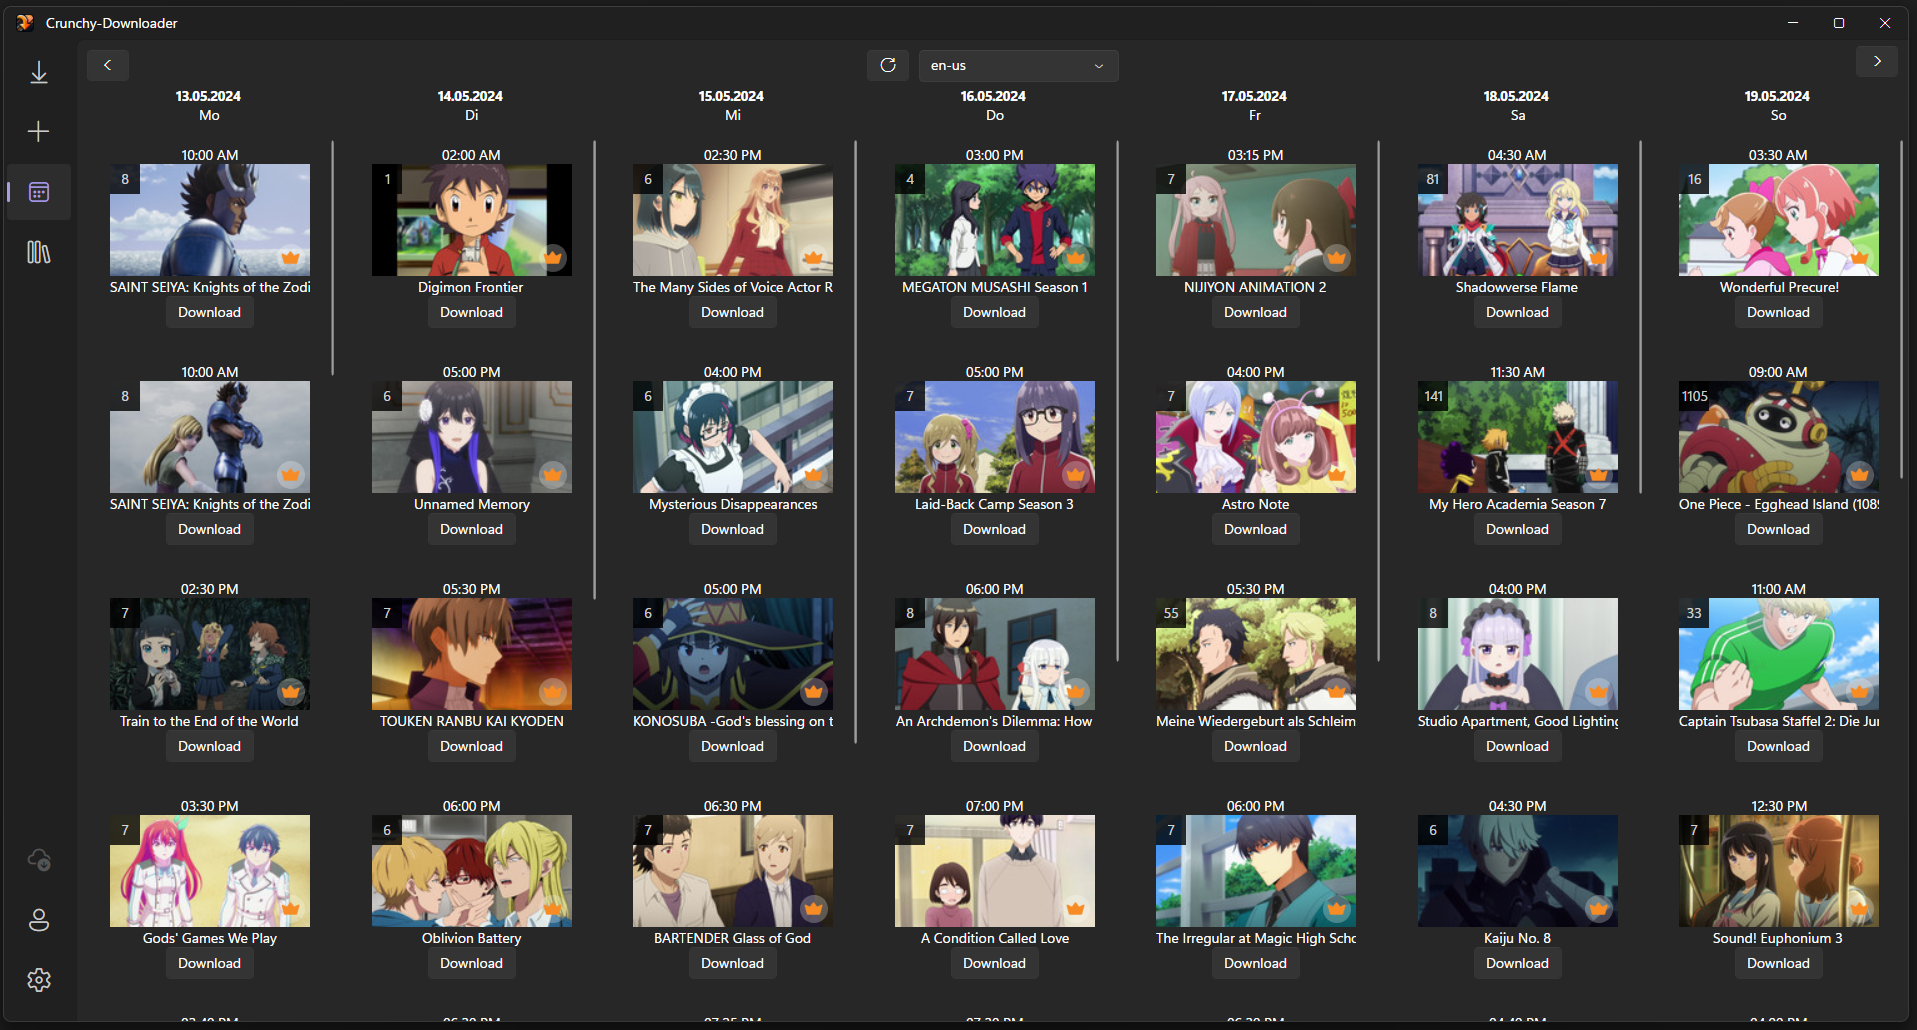 Crunchy-Downloader
en-us
13.05.2024
Mo
10:00 AM
8
SAINT SEIYA: Knights of the Zodi
Download
10:00 AM
8
SAINT SEIYA: Knights of the Zodi
Download
02:30 PM
7
Train to the End of the World
Download
03:30 PM
7
Gods' Games We Play
Download
14.05.2024
Di
02:00 AM
1
Digimon Frontier
Download
05:00 PM
6
Unnamed Memory
Download
05:30 PM
7
TOUKEN RANBU KAI KYODEN
Download
06:00 PM
6
Oblivion Battery
Download
15.05.2024
Mi
02:30 PM
6
The Many Sides of Voice Actor R
Download
04:00 PM
6
Mysterious Disappearances
Download
05:00 PM
6
KONOSUBA -God's blessing on t
Download
06:30 PM
7
BARTENDER Glass of God
Download
16.05.2024
Do
03:00 PM
4
MEGATON MUSASHI Season 1
Download
05:00 PM
7
Laid-Back Camp Season 3
Download
06:00 PM
8
An Archdemon's Dilemma: How
Download
07:00 PM
7
A Condition Called Love
Download
17.05.2024
Fr
03:15 PM
7
NIJIYON ANIMATION 2
Download
04:00 PM
7
Astro Note
Download
05:30 PM
55
Meine Wiedergeburt als Schleim
Download
06:00 PM
7
The Irregular at Magic High Scho
Download
18.05.2024
Sa
04:30 AM
81
Shadowverse Flame
Download
11:30 AM
141
My Hero Academia Season 7
Download
04:00 PM
8
Studio Apartment, Good Lighting
Download
04:30 PM
6
Kaiju No. 8
Download
19.05.2024
So
03:30 AM
16
Wonderful Precure!
Download
09:00 AM
1105
One Piece - Egghead Island (1089
Download
11:00 AM
33
Captain Tsubasa Staffel 2: Die Jun
Download
12:30 PM
7
Sound! Euphonium 3
Download